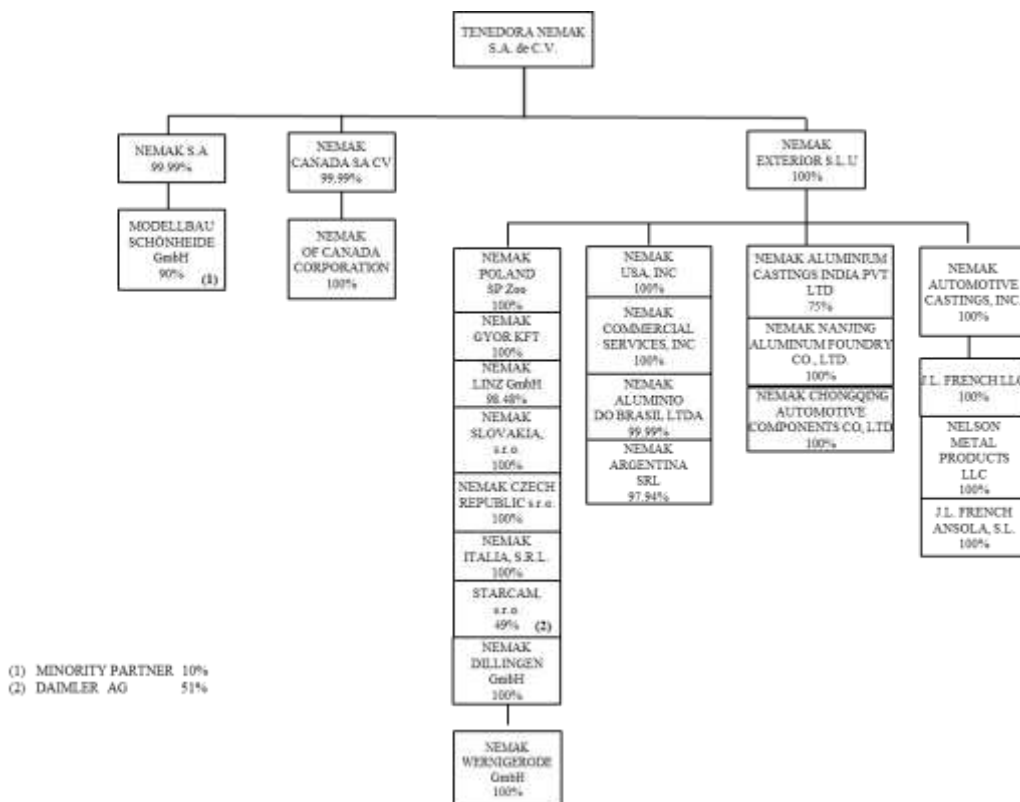 TENEDORA NEMAK
S.A. de C.V.
NEMAK S.A
99.99%
NEMAK
CANADA SA CV
99.99%
NEMAK
EXTERIOR S.L.U
100%
MODELLBAU
SCHÖNHEIDE
GmbH
90% (1)
NEMAK
OF CANADA
CORPORATION
100%
NEMAK
POLAND
SP Zoo
100%
NEMAK
GYOR KFT
100%
NEMAK
LINZ GmbH
98.48%
NEMAK
SLOVAKIA,
s.r.o
100%
NEMAK CZECH
REPUBLIC s.r.o.
100%
NEMAK
ITALIA, S.R.L.
100%
STARCAM,
s.r.o
49% (2)
NEMAK
DILLINGEN
GmbH
100%
NEMAK
WERNIGERODE
GmbH
100%
NEMAK
USA, INC
100%
NEMAK
COMMERCIAL
SERVICES, INC
100%
NEMAK
ALUMINIO
DO BRASIL LTDA
99.99%
NEMAK
ARGENTINA
SRL
97.94%
NEMAK ALUMINIUM
CASTINGS INDIA PVT
LTD
75%
NEMAK NANJING
ALUMINUM FOUNDRY
CO., LTD.
100%
NEMAK CHONGQING
AUTOMOTIVE
COMPONENTS CO, LTD
100%
NEMAK
AUTOMOTIVE
CASTINGS, INC.
100%
J.L. FRENCH LLC
100%
NELSON
METAL
PRODUCTS
LLC
100%
J.L. FRENCH
ANSOLA, S.L.
100%
(1) MINORITY PARTNER 10%
(2) DAIMLER AG 51%